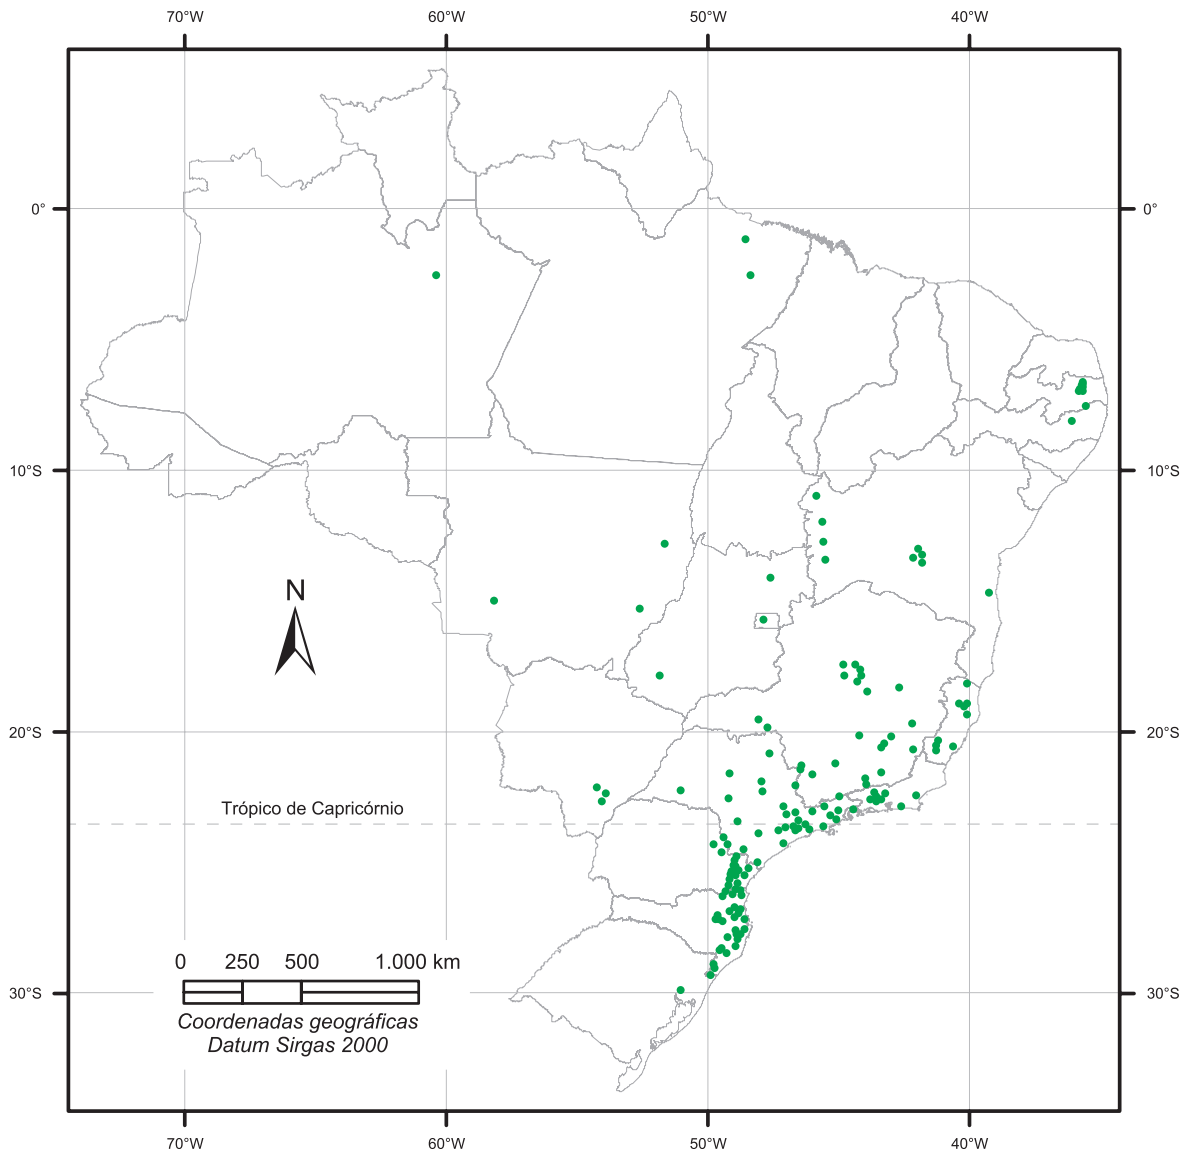 70°W 60°W 50°W 40°W
0° 0°
10°S 10°S
N
20°S 20°S
Trópico de Capricórnio
0 250 500 1.000 km
30°S 30°S
Coordenadas geográficas
Datum Sirgas 2000
70°W 60°W 50°W 40°W